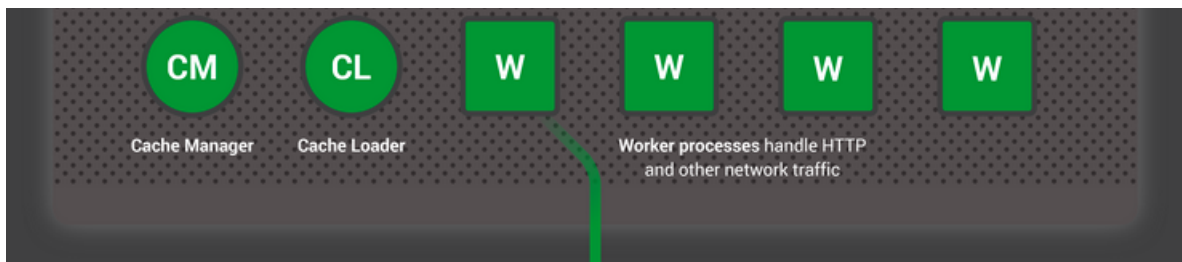 CM CL W W W W
Cache Manager Cache Loader Worker processes handle HTTP
and other network traffic